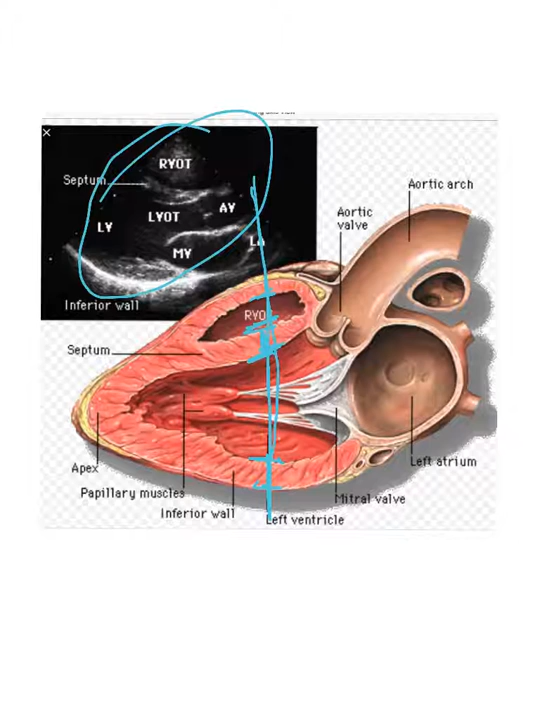 ×
RVOT
Septum
Aortic arch
AV
Aortic
valve
LVOT
LV
LA
MV
Inferior wall
RVO
Septum
Left atrium
Apex
Papillary muscles
Mitral valve
Inferior wall
Left ventricle